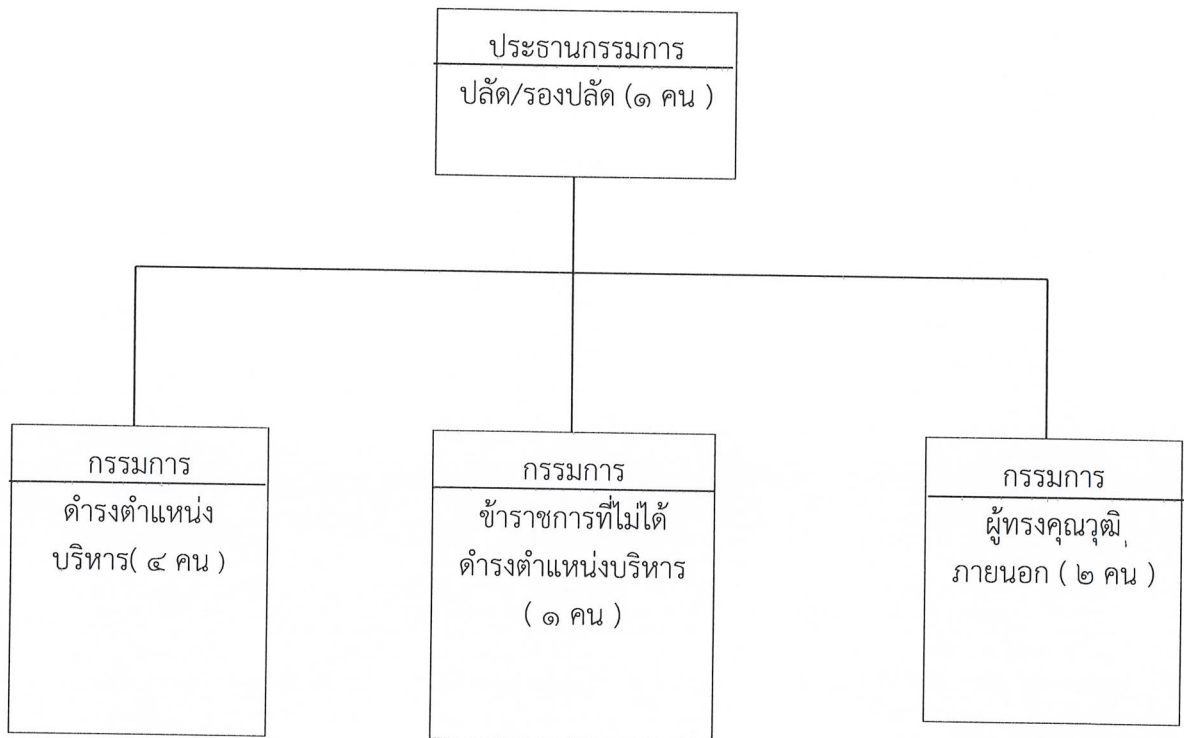 ประธานกรรมการ
ปลัด/รองปลัด (๑ คน )
กรรมการ
ดำรงตำแหน่ง
บริหาร( ๔ คน )
กรรมการ
ข้าราชการที่ไม่ได้
ดำรงตำแหน่งบริหาร
( ๑ คน )
กรรมการ
ผู้ทรงคุณวุฒิ
ภายนอก ( ๒ คน )